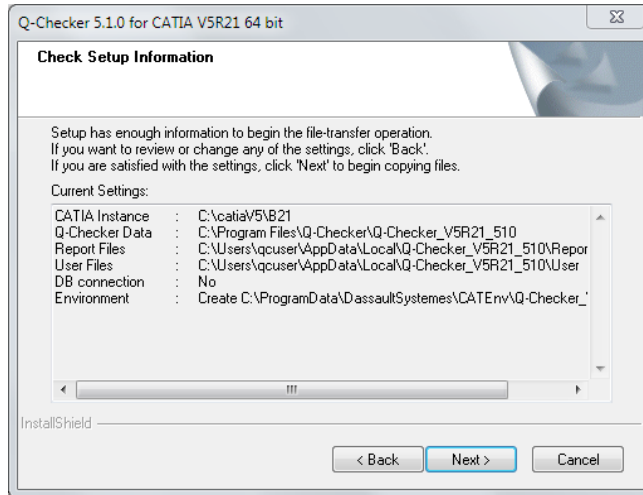 Q-Checker 5.1.0 for CATIA V5R21 64 bit
Check Setup Information
Setup has enough information to begin the file-transfer operation.
If you want to review or change any of the settings, click 'Back'.
If you are satisfied with the settings, click 'Next' to begin copying files.
Current Settings:
CATIA Instance : C:\catiaV5\B21
Q-Checker Data : C:\Program Files\Q-Checker\Q-Checker_V5R21_510
Report Files : C:\Users\qcuser\AppData\Local\Q-Checker_V5R21_510\Repor
User Files : C:\Users\qcuser\AppData\Local\Q-Checker_V5R21_510\User
DB connection : No
Environment : Create C:\ProgramData\DassaultSystemes\CATEnv\Q-Checker_
InstallShield
< Back Next > Cancel